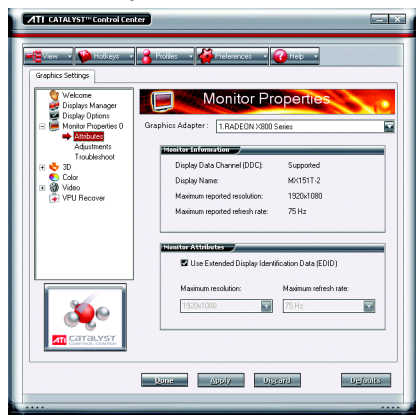 ATI CATALYST™ Control Center
View Hotkeys Profiles Preferences Help
Graphics Settings
Welcome
Displays Manager
Display Options
Monitor Properties 0
Attributes
Adjustments
Troubleshoot
3D
Color
Video
VPU Recover
Monitor Properties
Graphics Adapter : 1.RADEON X800 Series
Monitor Information
Display Data Channel (DDC): Supported
Display Name: MX15IT-2
Maximum reported resolution: 1920x1080
Maximum reported refresh rate: 75 Hz
Monitor Attributes
Use Extended Display Identification Data (EDID)
Maximum resolution: Maximum refresh rate:
1920x1080 75 Hz
ATI CATALYST
CONTROL CENTER
Done Apply Discard Defaults